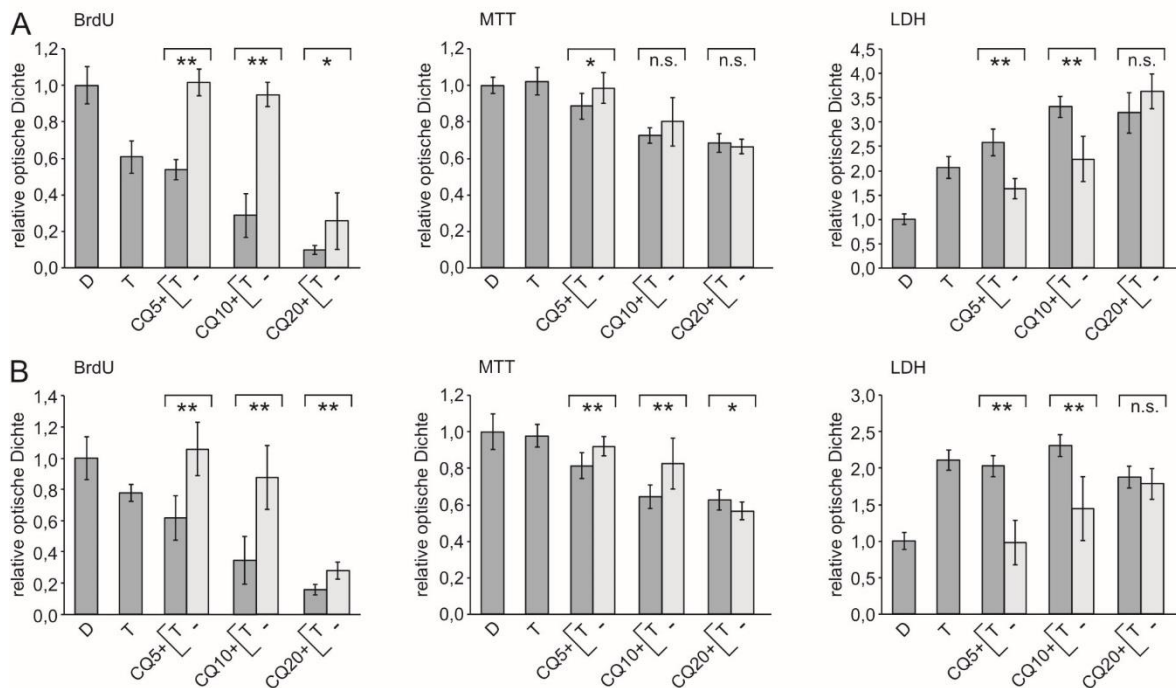 A
BrdU
relative optische Dichte
1,2
1,0
0,8
0,6
0,4
0,2
0,0
**
**
*
D
T
CQ5+[T -
CQ10+[T -
CQ20+[T -
MTT
relative optische Dichte
1,2
1,0
0,8
0,6
0,4
0,2
0,0
*
n.s.
n.s.
D
T
CQ5+[T -
CQ10+[T -
CQ20+[T -
LDH
relative optische Dichte
4,5
4,0
3,5
3,0
2,5
2,0
1,5
1,0
0,5
0,0
**
**
n.s.
D
T
CQ5+[T -
CQ10+[T -
CQ20+[T -
B
BrdU
relative optische Dichte
1,4
1,2
1,0
0,8
0,6
0,4
0,2
0,0
**
**
**
D
T
CQ5+[T -
CQ10+[T -
CQ20+[T -
MTT
relative optische Dichte
1,2
1,0
0,8
0,6
0,4
0,2
0,0
**
**
*
D
T
CQ5+[T -
CQ10+[T -
CQ20+[T -
LDH
relative optische Dichte
3,0
2,5
2,0
1,5
1,0
0,5
0,0
**
**
n.s.
D
T
CQ5+[T -
CQ10+[T -
CQ20+[T -